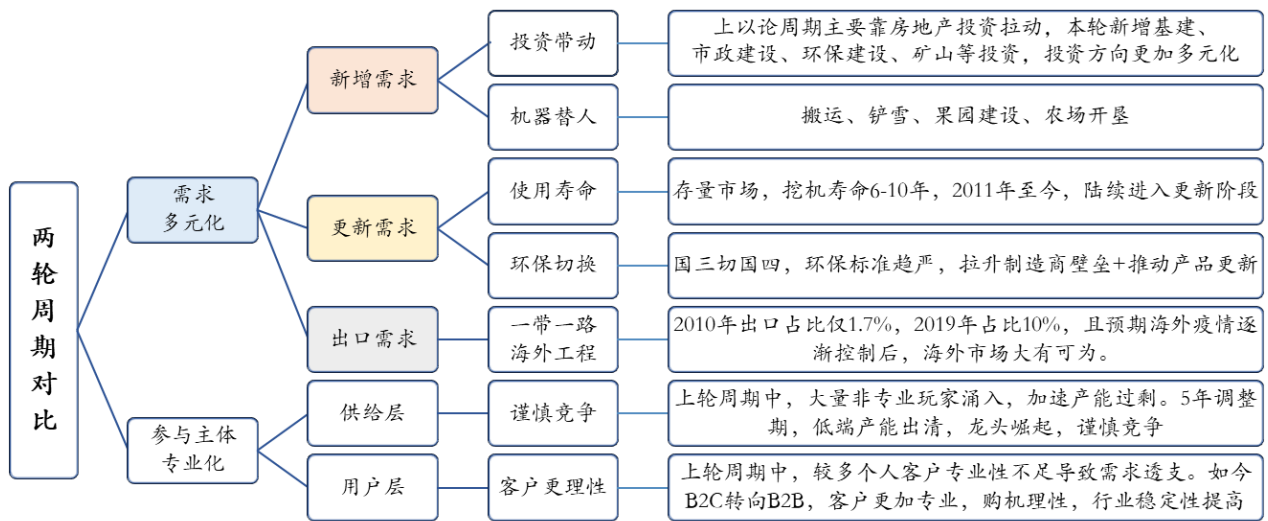 两轮周期对比
需求
多元化
新增需求
投资带动
上以论周期主要靠房地产投资拉动，本轮新增基建、
市政建设、环保建设、矿山等投资，投资方向更加多元化
机器替人
搬运、铲雪、果园建设、农场开垦
更新需求
使用寿命
存量市场，挖机寿命6-10年，2011年至今，陆续进入更新阶段
环保切换
国三切国四，环保标准趋严，拉升制造商壁垒+推动产品更新
出口需求
一带一路
海外工程
2010年出口占比仅1.7%，2019年占比10%，且预期海外疫情逐
渐控制后，海外市场大有可为。
参与主体
专业化
供给层
谨慎竞争
上轮周期中，大量非专业玩家涌入，加速产能过剩。5年调整
期，低端产能出清，龙头崛起，谨慎竞争
用户层
客户更理性
上轮周期中，较多个人客户专业性不足导致需求透支。如今
B2C转向B2B，客户更加专业，购机理性，行业稳定性提高